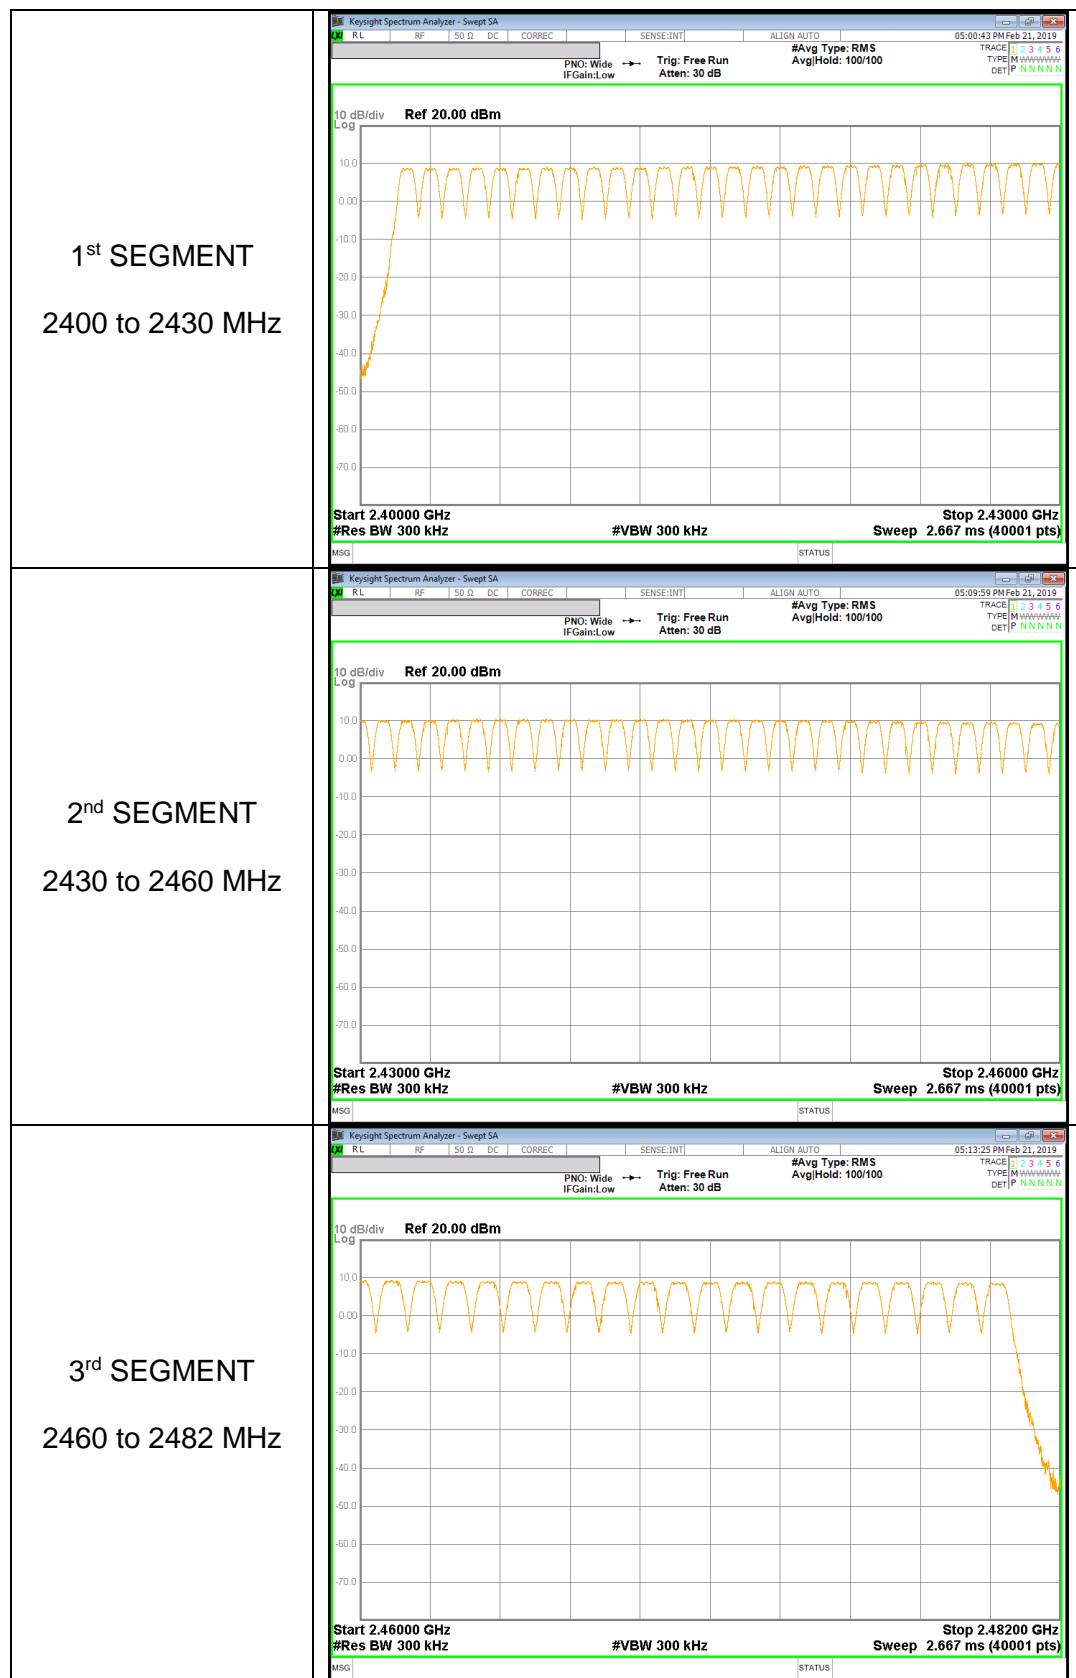 1st SEGMENT
2400 to 2430 MHz
Keysight Spectrum Analyzer - Swept SA
LXI RL RF 50 Ω DC CORREC SENSE:INT ALIGN AUTO 05:00:43 PM Feb 21, 2019
#Avg Type: RMS TRACE 1 2 3 4 5 6
PNO: Wide Trig: Free Run Avg|Hold: 100/100 TYPE M WWWWW
IFGain:Low Atten: 30 dB DET P N N N N N
10 dB/div Ref 20.00 dBm
Log
10.0
0.00
-10.0
-20.0
-30.0
-40.0
-50.0
-60.0
-70.0
Start 2.40000 GHz Stop 2.43000 GHz
#Res BW 300 kHz #VBW 300 kHz Sweep 2.667 ms (40001 pts)
MSG STATUS
2nd SEGMENT
2430 to 2460 MHz
Keysight Spectrum Analyzer - Swept SA
LXI RL RF 50 Ω DC CORREC SENSE:INT ALIGN AUTO 05:09:59 PM Feb 21, 2019
#Avg Type: RMS TRACE 1 2 3 4 5 6
PNO: Wide Trig: Free Run Avg|Hold: 100/100 TYPE M WWWWW
IFGain:Low Atten: 30 dB DET P N N N N N
10 dB/div Ref 20.00 dBm
Log
10.0
0.00
-10.0
-20.0
-30.0
-40.0
-50.0
-60.0
-70.0
Start 2.43000 GHz Stop 2.46000 GHz
#Res BW 300 kHz #VBW 300 kHz Sweep 2.667 ms (40001 pts)
MSG STATUS
3rd SEGMENT
2460 to 2482 MHz
Keysight Spectrum Analyzer - Swept SA
LXI RL RF 50 Ω DC CORREC SENSE:INT ALIGN AUTO 05:13:25 PM Feb 21, 2019
#Avg Type: RMS TRACE 1 2 3 4 5 6
PNO: Wide Trig: Free Run Avg|Hold: 100/100 TYPE M WWWWW
IFGain:Low Atten: 30 dB DET P N N N N N
10 dB/div Ref 20.00 dBm
Log
10.0
0.00
-10.0
-20.0
-30.0
-40.0
-50.0
-60.0
-70.0
Start 2.46000 GHz Stop 2.48200 GHz
#Res BW 300 kHz #VBW 300 kHz Sweep 2.667 ms (40001 pts)
MSG STATUS